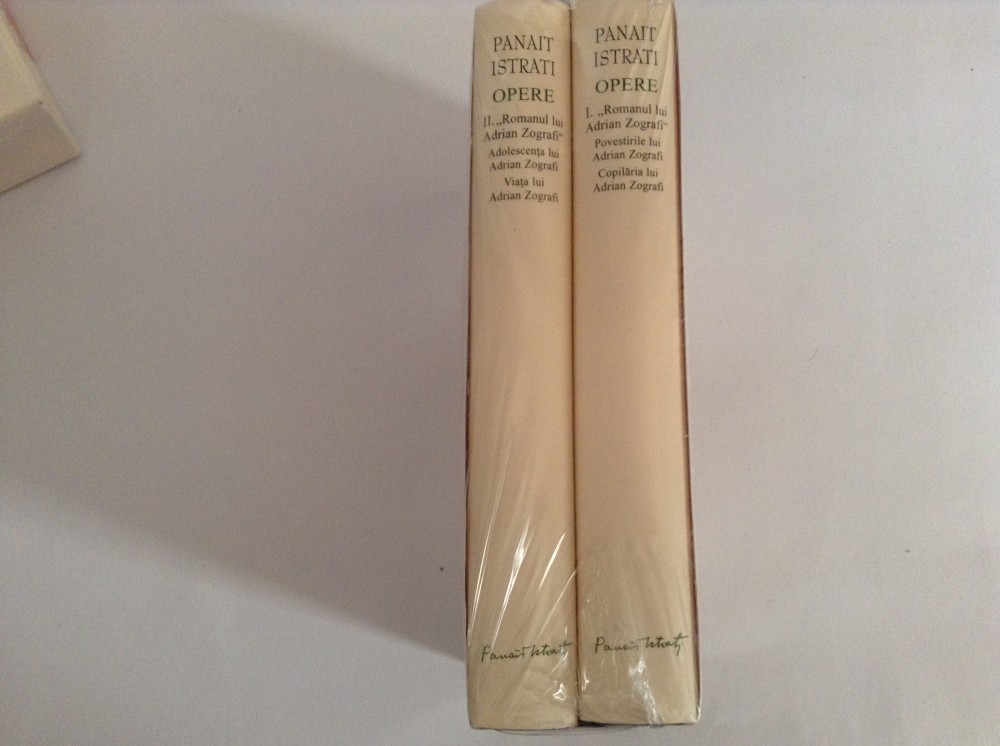 PANAIT
ISTRATI
OPERE
II. „Romanul lui
Adrian Zografi“
Adolescența lui
Adrian Zografi
Viața lui
Adrian Zografi
Panait Istrati
PANAIT
ISTRATI
OPERE
I. „Romanul lui
Adrian Zografi“
Povestirile lui
Adrian Zografi
Copilăria lui
Adrian Zografi
Panait Istrati